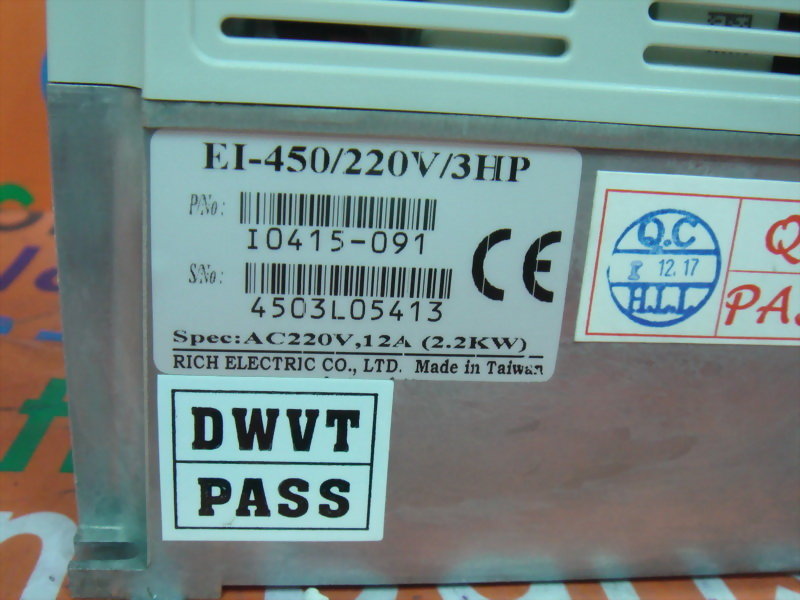 EI-450/220V/3HP
P/No:
I0415-091
S/No:
4503L05413
CE
Spec:AC220V,12A (2.2KW)
RICH ELECTRIC CO., LTD. Made in Taiwan
DWVT
PASS
Q.C
12.17
H.L.L